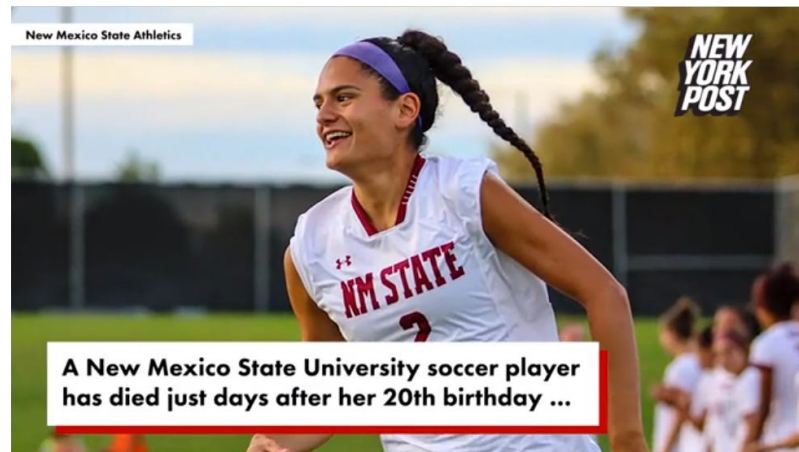 New Mexico State Athletics
NEW
YORK
POST
NM STATE
2
A New Mexico State University soccer player
has died just days after her 20th birthday ...